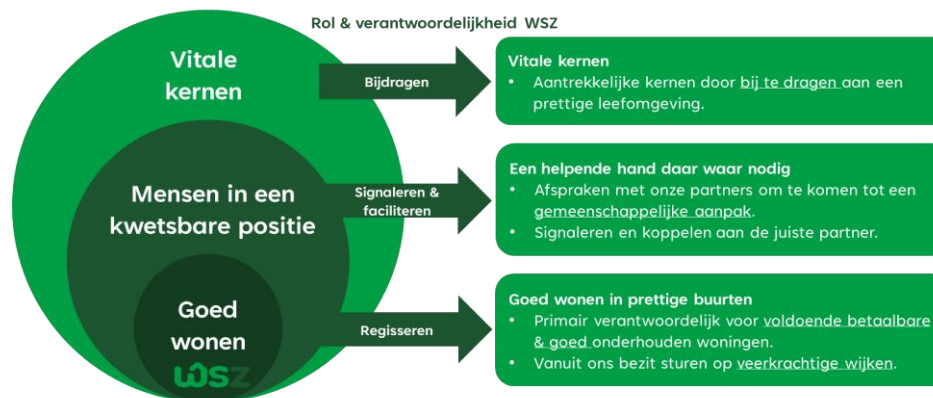 Rol & verantwoordelijkheid WSZ
Vitale
kernen
Bijdragen
Vitale kernen
• Aantrekkelijke kernen door bij te dragen aan een
prettige leefomgeving.
Mensen in een
kwetsbare positie
Signaleren &
faciliteren
Een helpende hand daar waar nodig
• Afspraken met onze partners om te komen tot een
gemeenschappelijke aanpak.
• Signaleren en koppelen aan de juiste partner.
Goed
wonen
wsz
Regisseren
Goed wonen in prettige buurten
• Primair verantwoordelijk voor voldoende betaalbare
& goed onderhouden woningen.
• Vanuit ons bezit sturen op veerkrachtige wijken.